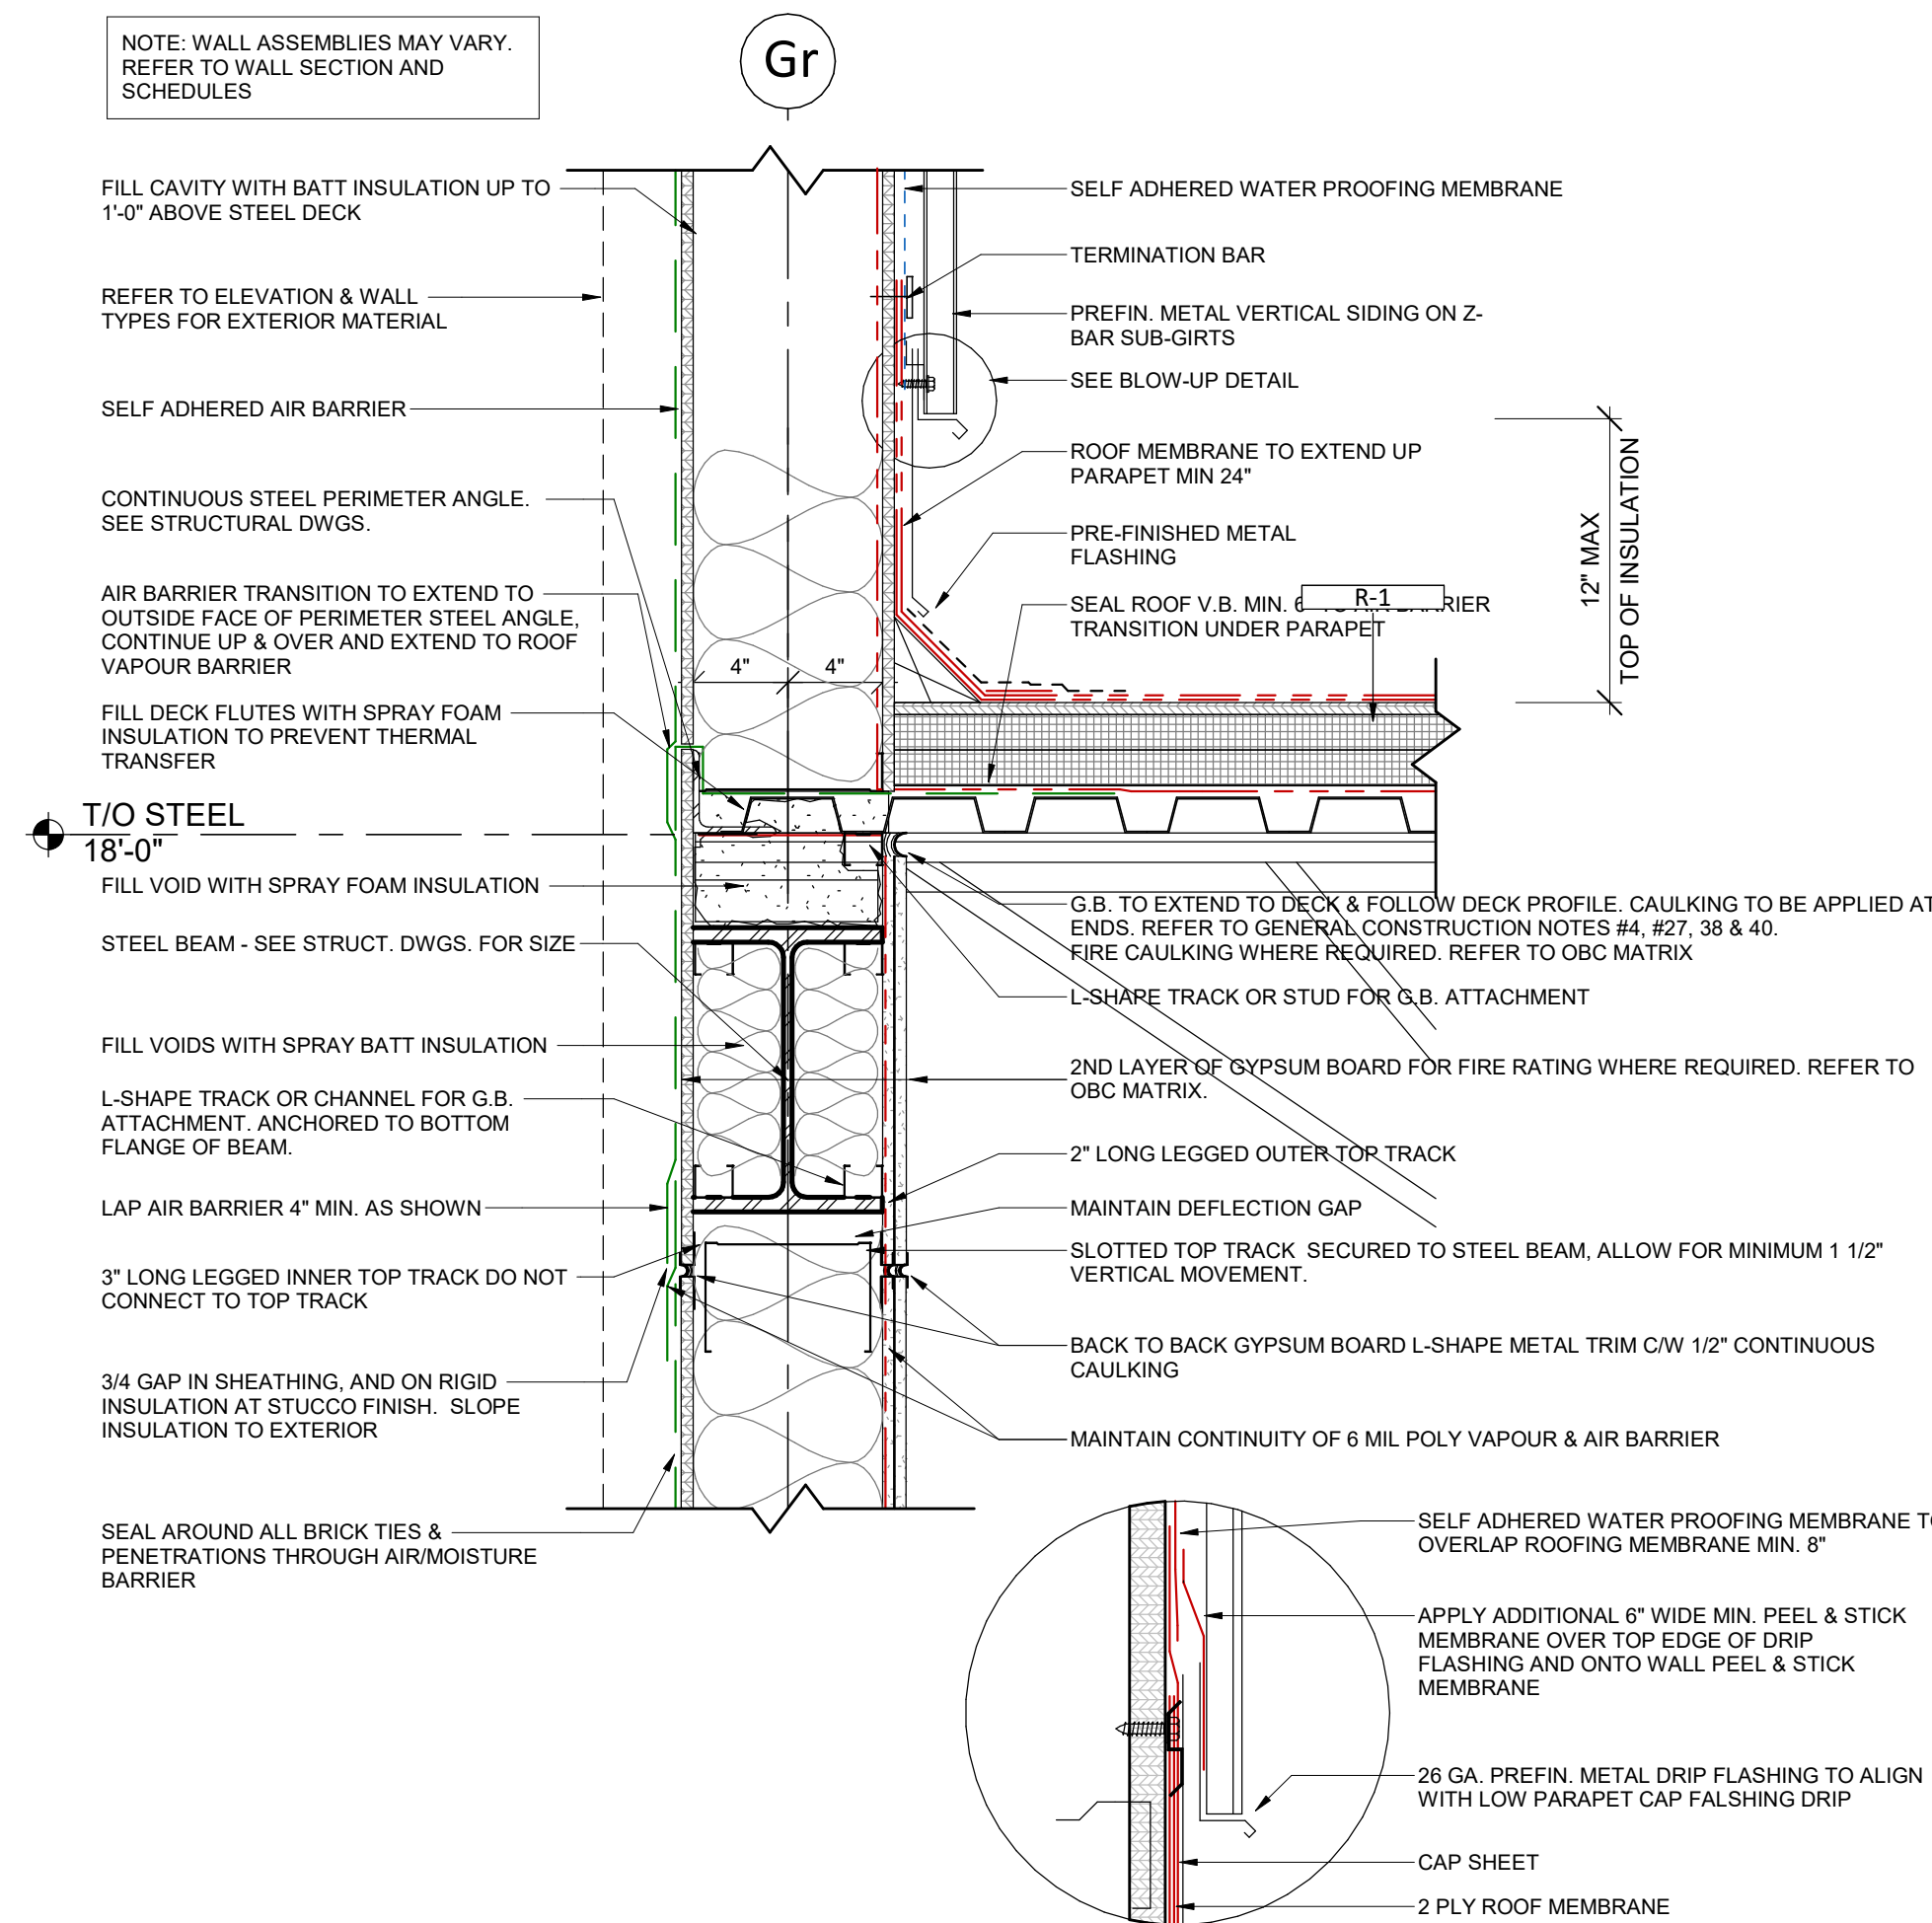 NOTE: WALL ASSEMBLIES MAY VARY.
REFER TO WALL SECTION AND
SCHEDULES
Gr
FILL CAVITY WITH BATT INSULATION UP TO
1'-0" ABOVE STEEL DECK
REFER TO ELEVATION & WALL
TYPES FOR EXTERIOR MATERIAL
SELF ADHERED AIR BARRIER
CONTINUOUS STEEL PERIMETER ANGLE.
SEE STRUCTURAL DWGS.
AIR BARRIER TRANSITION TO EXTEND TO
OUTSIDE FACE OF PERIMETER STEEL ANGLE,
CONTINUE UP & OVER AND EXTEND TO ROOF
VAPOUR BARRIER
FILL DECK FLUTES WITH SPRAY FOAM
INSULATION TO PREVENT THERMAL
TRANSFER
T/O STEEL
18'-0"
FILL VOID WITH SPRAY FOAM INSULATION
STEEL BEAM - SEE STRUCT. DWGS. FOR SIZE
FILL VOIDS WITH SPRAY BATT INSULATION
L-SHAPE TRACK OR CHANNEL FOR G.B.
ATTACHMENT. ANCHORED TO BOTTOM
FLANGE OF BEAM.
LAP AIR BARRIER 4" MIN. AS SHOWN
3" LONG LEGGED INNER TOP TRACK DO NOT
CONNECT TO TOP TRACK
3/4 GAP IN SHEATHING, AND ON RIGID
INSULATION AT STUCCO FINISH. SLOPE
INSULATION TO EXTERIOR
SEAL AROUND ALL BRICK TIES &
PENETRATIONS THROUGH AIR/MOISTURE
BARRIER
4"
4"
SELF ADHERED WATER PROOFING MEMBRANE
TERMINATION BAR
PREFIN. METAL VERTICAL SIDING ON Z-
BAR SUB-GIRTS
SEE BLOW-UP DETAIL
ROOF MEMBRANE TO EXTEND UP
PARAPET MIN 24"
PRE-FINISHED METAL
FLASHING
R-1
SEAL ROOF V.B. MIN. 6 BARRIER
TRANSITION UNDER PARAPET
12" MAX
TOP OF INSULATION
G.B. TO EXTEND TO DECK & FOLLOW DECK PROFILE. CAULKING TO BE APPLIED AT
ENDS. REFER TO GENERAL CONSTRUCTION NOTES #4, #27, 38 & 40.
FIRE CAULKING WHERE REQUIRED. REFER TO OBC MATRIX
L-SHAPE TRACK OR STUD FOR G.B. ATTACHMENT
2ND LAYER OF GYPSUM BOARD FOR FIRE RATING WHERE REQUIRED. REFER TO
OBC MATRIX.
2" LONG LEGGED OUTER TOP TRACK
MAINTAIN DEFLECTION GAP
SLOTTED TOP TRACK SECURED TO STEEL BEAM, ALLOW FOR MINIMUM 1 1/2"
VERTICAL MOVEMENT.
BACK TO BACK GYPSUM BOARD L-SHAPE METAL TRIM C/W 1/2" CONTINUOUS
CAULKING
MAINTAIN CONTINUITY OF 6 MIL POLY VAPOUR & AIR BARRIER
SELF ADHERED WATER PROOFING MEMBRANE TO
OVERLAP ROOFING MEMBRANE MIN. 8"
APPLY ADDITIONAL 6" WIDE MIN. PEEL & STICK
MEMBRANE OVER TOP EDGE OF DRIP
FLASHING AND ONTO WALL PEEL & STICK
MEMBRANE
26 GA. PREFIN. METAL DRIP FLASHING TO ALIGN
WITH LOW PARAPET CAP FALSHING DRIP
CAP SHEET
2 PLY ROOF MEMBRANE